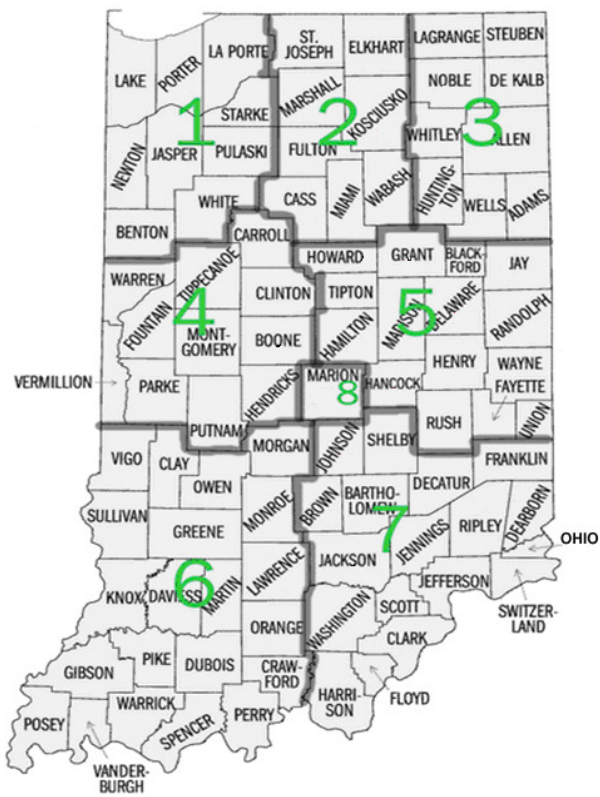 ST.
JOSEPH
ELKHART
LAGRANGE
STEUBEN
LA PORTE
PORTER
LAKE
NOBLE
DE KALB
MARSHALL
STARKE
1
2
KOSCIUSKO
3
WHITLEY
ALLEN
NEWTON
JASPER
PULASKI
FULTON
HUNTING-
TON
WHITE
CASS
MIAMI
WABASH
WELLS
ADAMS
BENTON
CARROLL
HOWARD
GRANT
BLACK
FORD
JAY
WARREN
TIPPECANOE
CLINTON
TIPTON
4
5
MADISON
DELAWARE
RANDOLPH
FOUNTAIN
MONT-
GOMERY
BOONE
HAMILTON
HENRY
WAYNE
VERMILLION
PARKE
HENDRICKS
MARION
8
HANCOCK
FAYETTE
PUTNAM
RUSH
UNION
MORGAN
JOHNSON
SHELBY
FRANKLIN
VIGO
CLAY
OWEN
DECATUR
SULLIVAN
MONROE
BROWN
BARTHO-
LOMEW
DEARBORN
GREENE
7
JENNINGS
RIPLEY
OHIO
LAWRENCE
JACKSON
KNOX
DAVIESS
6
MARTIN
JEFFERSON
SWITZER-
LAND
ORANGE
WASHINGTON
SCOTT
CLARK
GIBSON
PIKE
DUBOIS
CRAW-
FORD
HARRI-
SON
FLOYD
POSEY
WARRICK
SPENCER
PERRY
VANDER-
BURGH